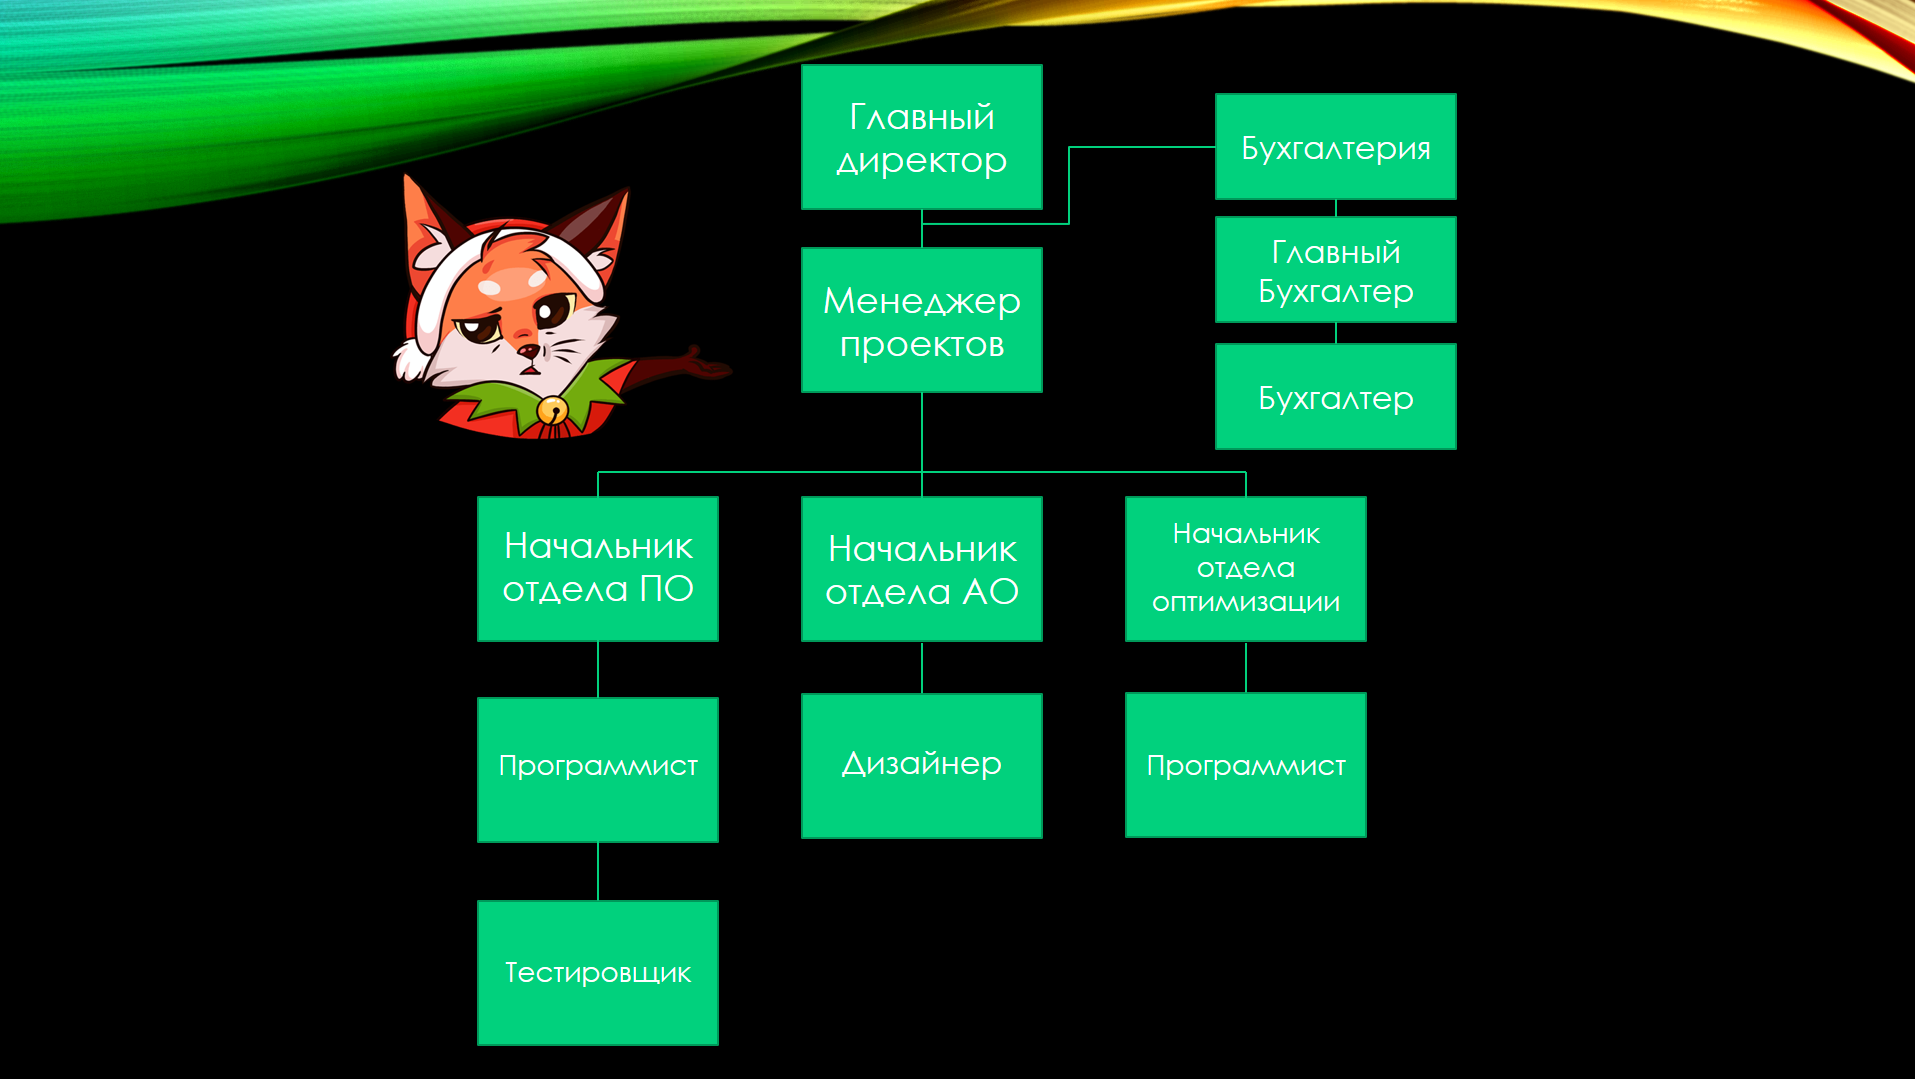 Главный
директор
Бухгалтерия
Главный
Бухгалтер
Менеджер
проектов
Бухгалтер
Начальник
отдела ПО
Начальник
отдела АО
Начальник
отдела
оптимизации
Программист
Дизайнер
Программист
Тестировщик